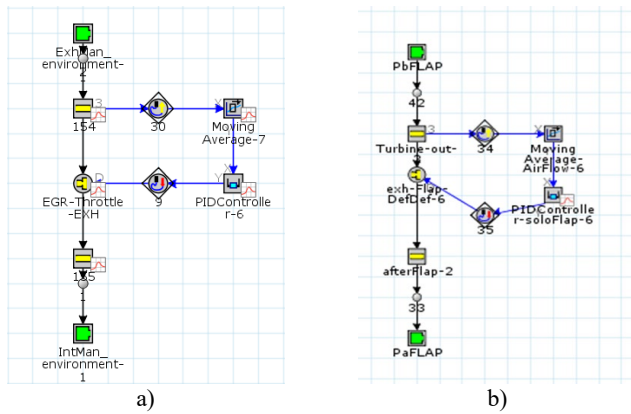 ExhMan_
environment-
2
3
154
30
Y
Moving
Average-7
D
Y
EGR-Throttle
-EXH
9
PIDControlle
r-6
155
1
IntMan_
environment-
1
a)
PbFLAP
42
3
Turbine-out-
34
X
Moving
Average-
AirFlow-6
exh-Flap-
DefDef-6
X
35
PIDControlle
r-soloFlap-6
afterFlap-2
33
PaFLAP
b)